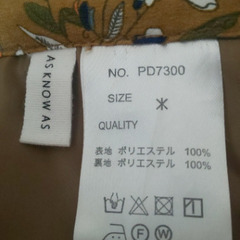 AS KNOW AS
NO. PD7300
SIZE ※
QUALITY
表地 ポリエステル 100%
裏地 ポリエステル 100%